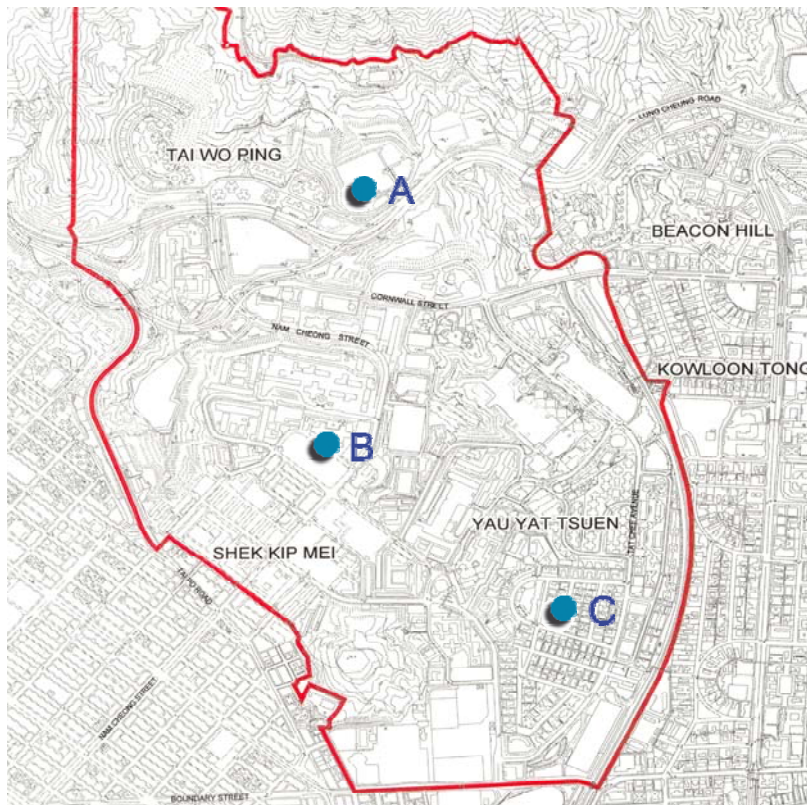 LUNG CHEUNG ROAD
TAI WO PING
A
BEACON HILL
CORNWALL STREET
NAM CHEONG STREET
KOWLOON TONG
B
YAU YAT TSUEN
TAT CHEE AVENUE
SHEK KIP MEI
TAI PO ROAD
C
NAM CHEONG STREET
BOUNDARY STREET